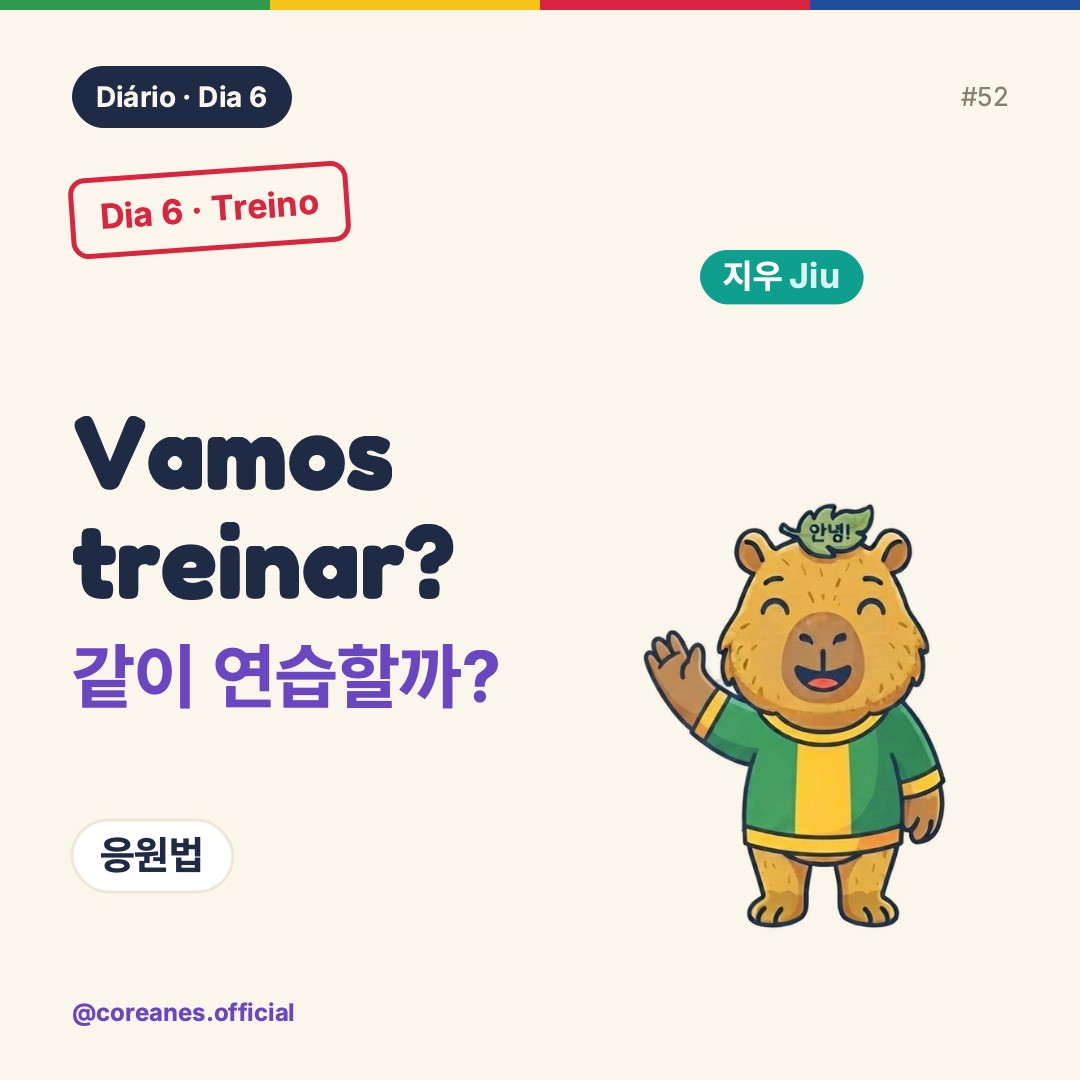 Diário · Dia 6
#52
Dia 6 · Treino
지우 Jiu
Vamos
treinar?
같이 연습할까?
안녕!
응원법
@coreanes.official